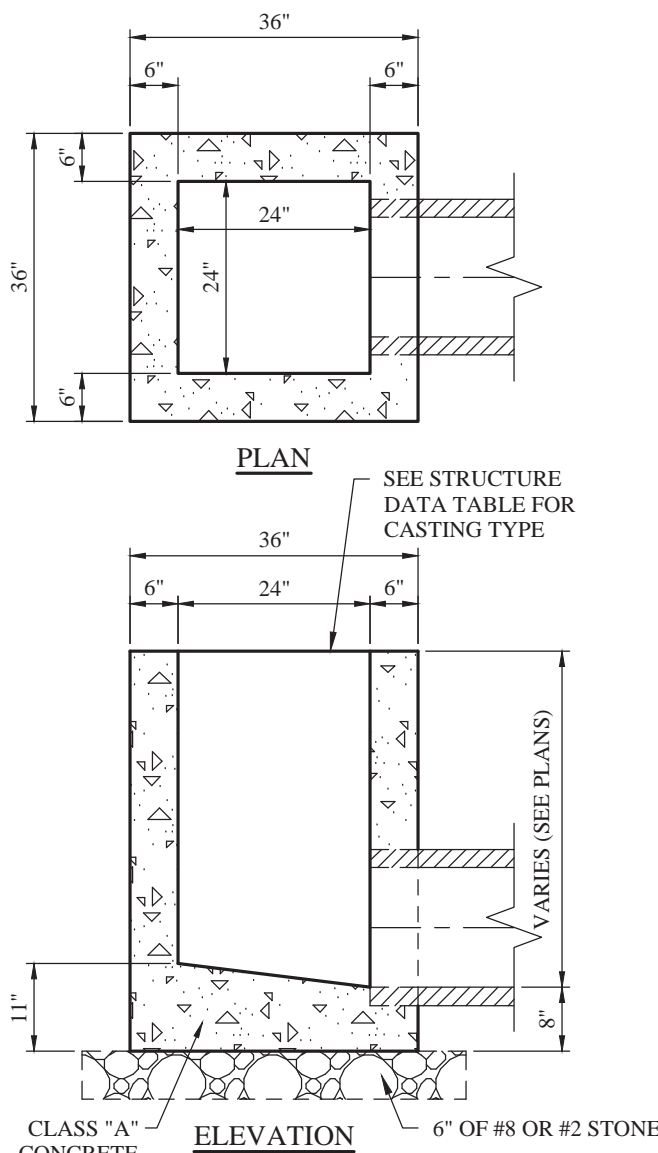 36"
6"
6"
6"
24"
24"
36"
6"
PLAN
SEE STRUCTURE
DATA TABLE FOR
CASTING TYPE
36"
6"
24"
6"
VARIES (SEE PLANS)
11"
8"
CLASS "A"
CONCRETE
ELEVATION
6" OF #8 OR #2 STONE